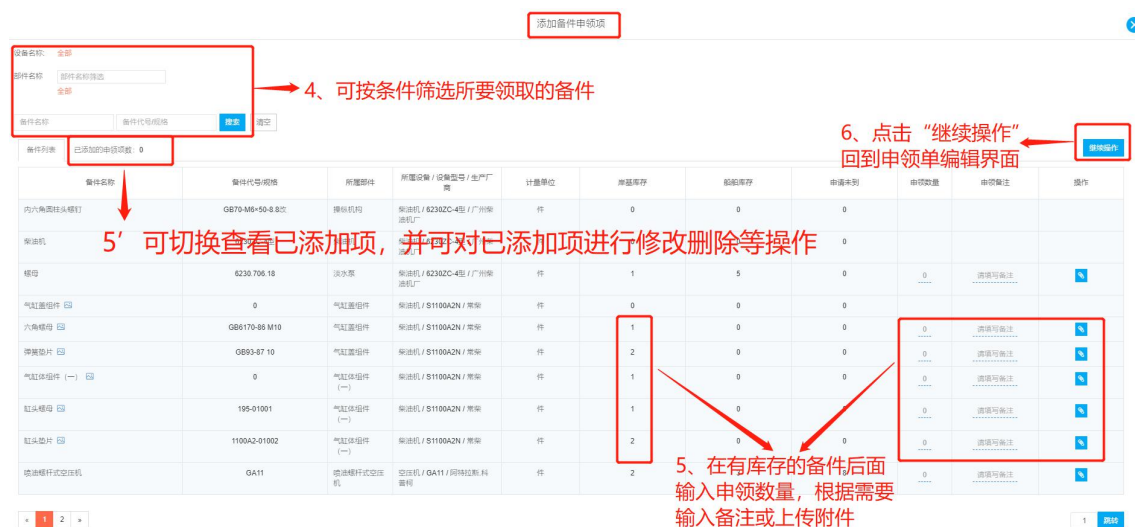 添加备件申领项
设备名称: 全部
部件名称 部件名称筛选
全部
4、可按条件筛选所要领取的备件
备件名称 备件代号/规格 搜索 清空
6、点击“继续操作”
回到申领单编辑界面
备件列表 已添加的申领项数: 0 继续操作
备件名称 备件代号/规格 所属部件 所属设备 / 设备型号 / 生产厂商 计量单位 岸基库存 船舶库存 申请未到 申领数量 申领备注 操作
内六角圆柱头螺钉 GB70-M6×50-8.8改 操纵机构 柴油机 / 6230ZC-4型 / 广州柴油机厂 件 0 0 0
5’可切换查看已添加项，并可对已添加项进行修改删除等操作
柴油机
螺母 6230.706.18 淡水泵 柴油机 / 6230ZC-4型 / 广州柴油机厂 件 1 5 0 0 请填写备注
气缸盖组件 0 气缸盖组件 柴油机 / S1100A2N / 常柴 件 0 0 0
六角螺母 GB6170-86 M10 气缸盖组件 柴油机 / S1100A2N / 常柴 件 1 0 0 0 请填写备注
弹簧垫片 GB93-87 10 气缸盖组件 柴油机 / S1100A2N / 常柴 件 2 0 0 0 请填写备注
气缸体组件（一） 0 气缸体组件（一） 柴油机 / S1100A2N / 常柴 件 1 0 0 0 请填写备注
缸头螺母 195-01001 气缸体组件（一） 柴油机 / S1100A2N / 常柴 件 1 0 0 0 请填写备注
缸头垫片 1100A2-01002 气缸体组件（一） 柴油机 / S1100A2N / 常柴 件 2 0 0 0 请填写备注
喷油螺杆式空压机 GA11 喷油螺杆式空压机 空压机 / GA11 / 阿特拉斯.科普柯 件 2 8 0 请填写备注
5、在有库存的备件后面
输入申领数量，根据需要
输入备注或上传附件
« 1 2 » 1 跳转